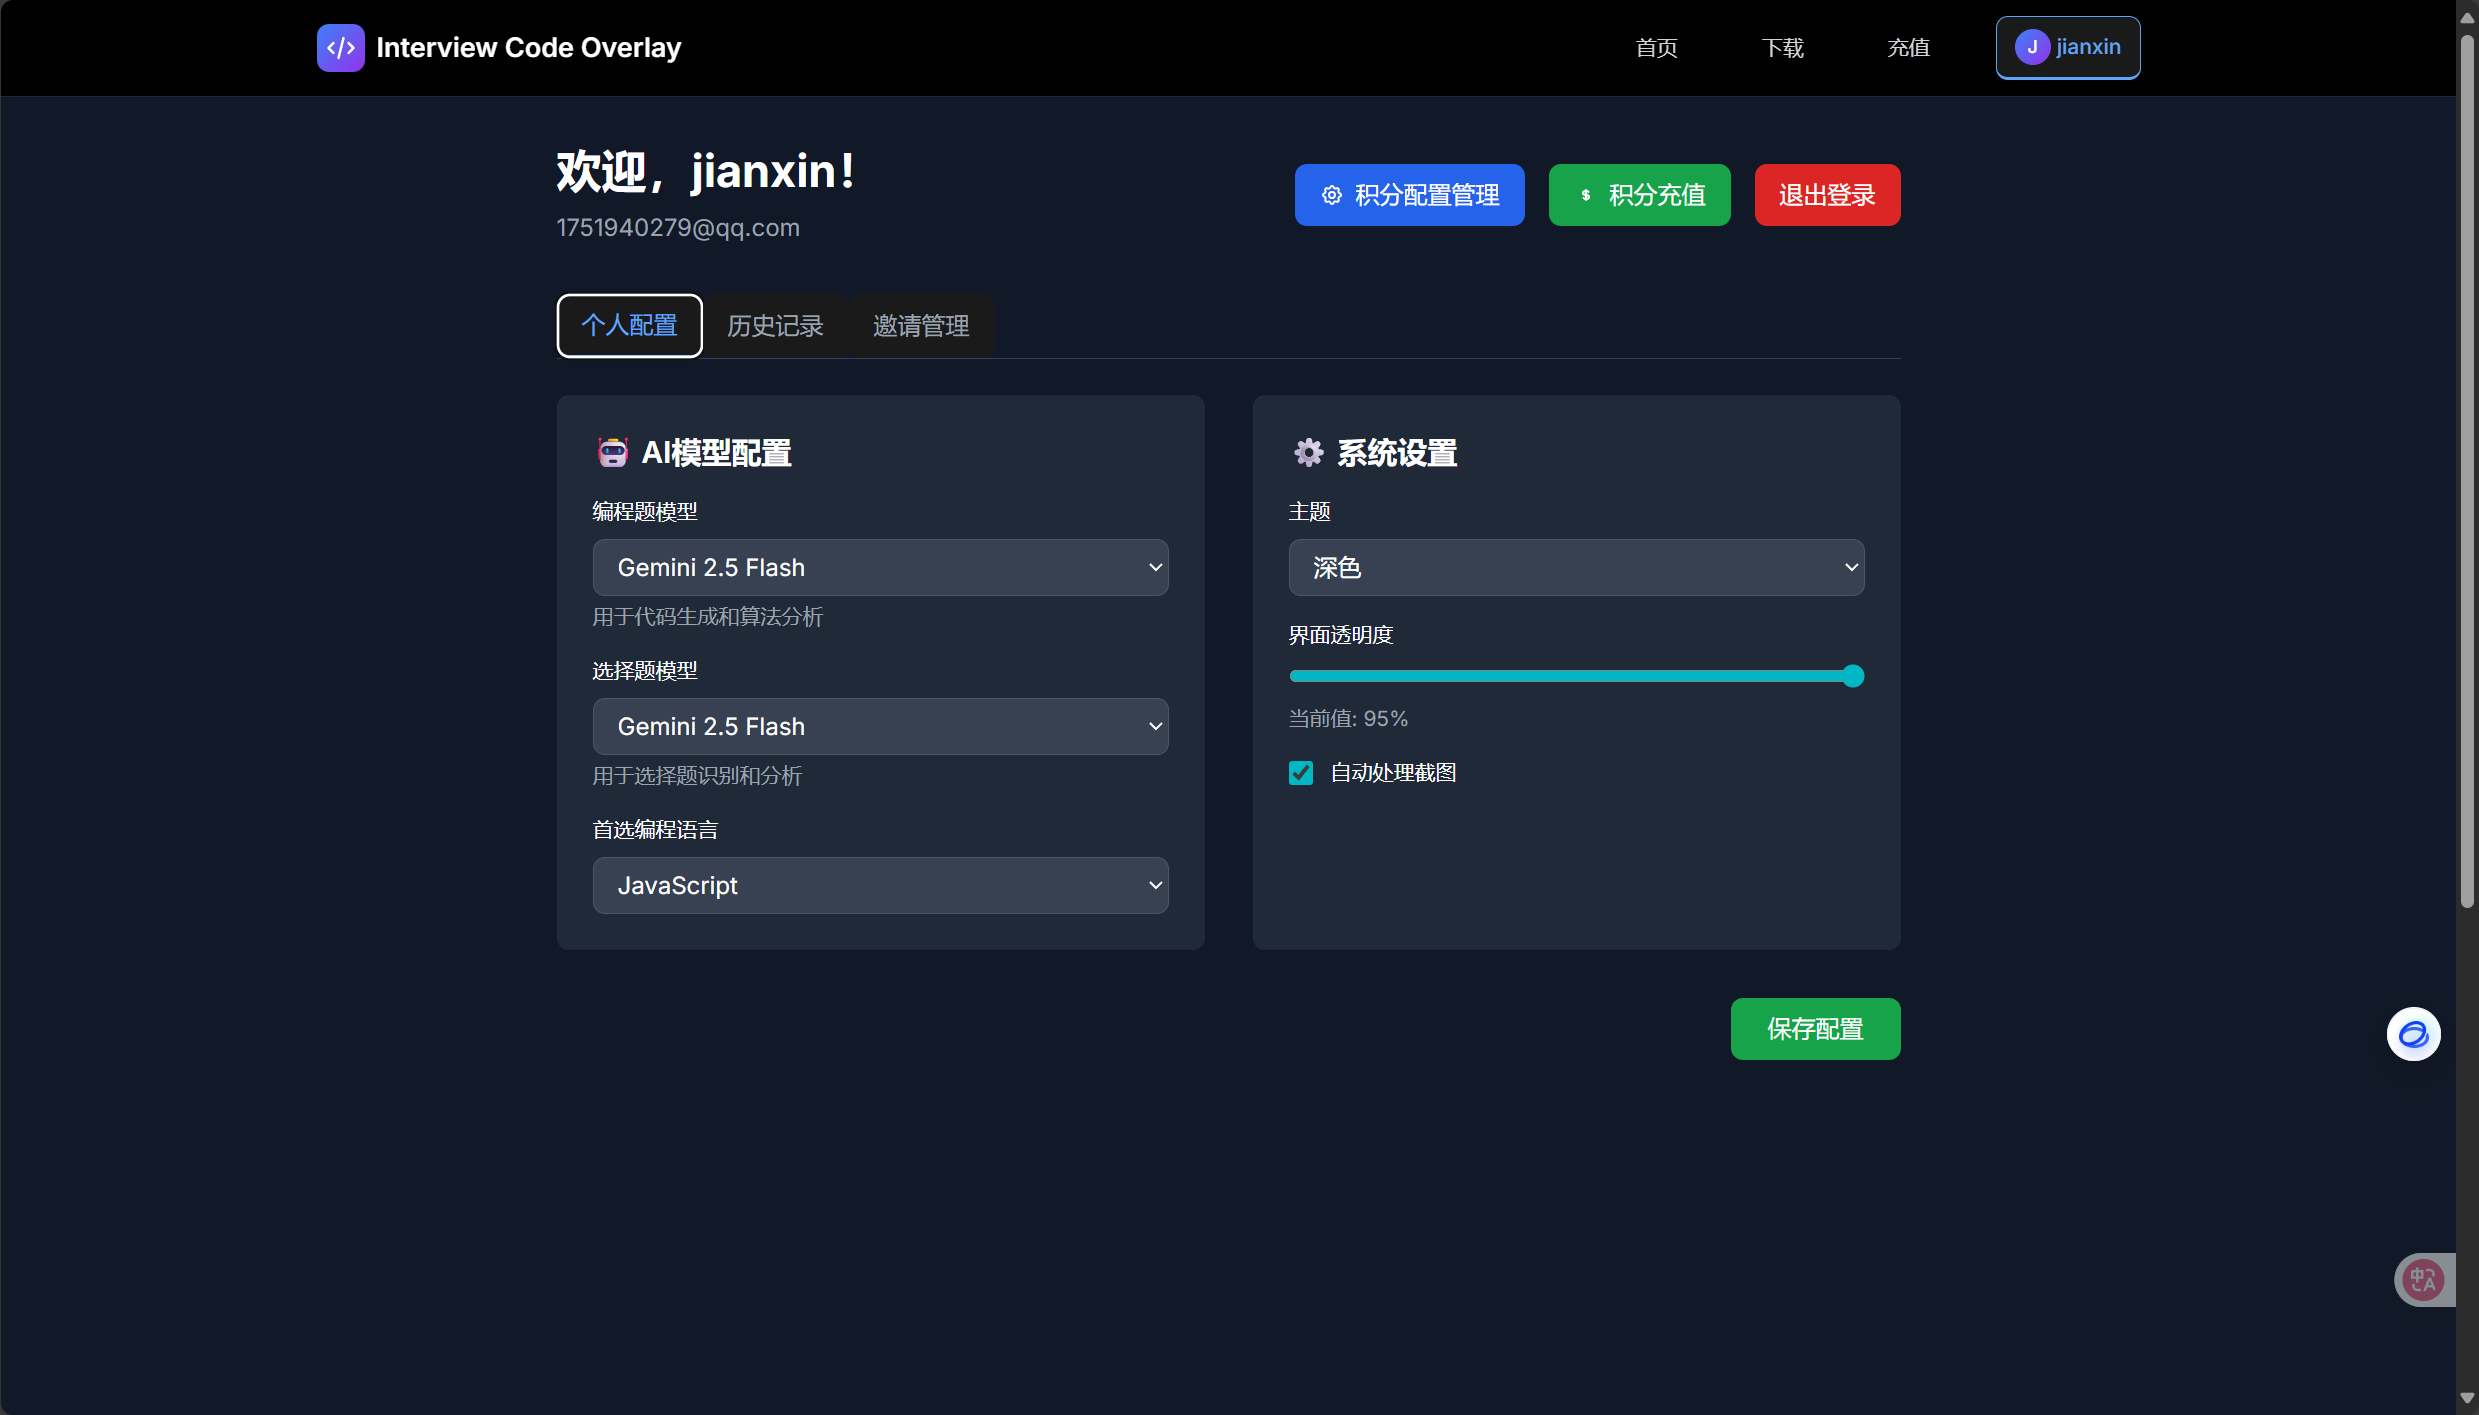 Interview Code Overlay
首页
下载
充值
J jianxin
欢迎，jianxin！
1751940279@qq.com
积分配置管理
$ 积分充值
退出登录
个人配置
历史记录
邀请管理
AI模型配置
编程题模型
Gemini 2.5 Flash
用于代码生成和算法分析
选择题模型
Gemini 2.5 Flash
用于选择题识别和分析
首选编程语言
JavaScript
系统设置
主题
深色
界面透明度
当前值: 95%
自动处理截图
保存配置
中A